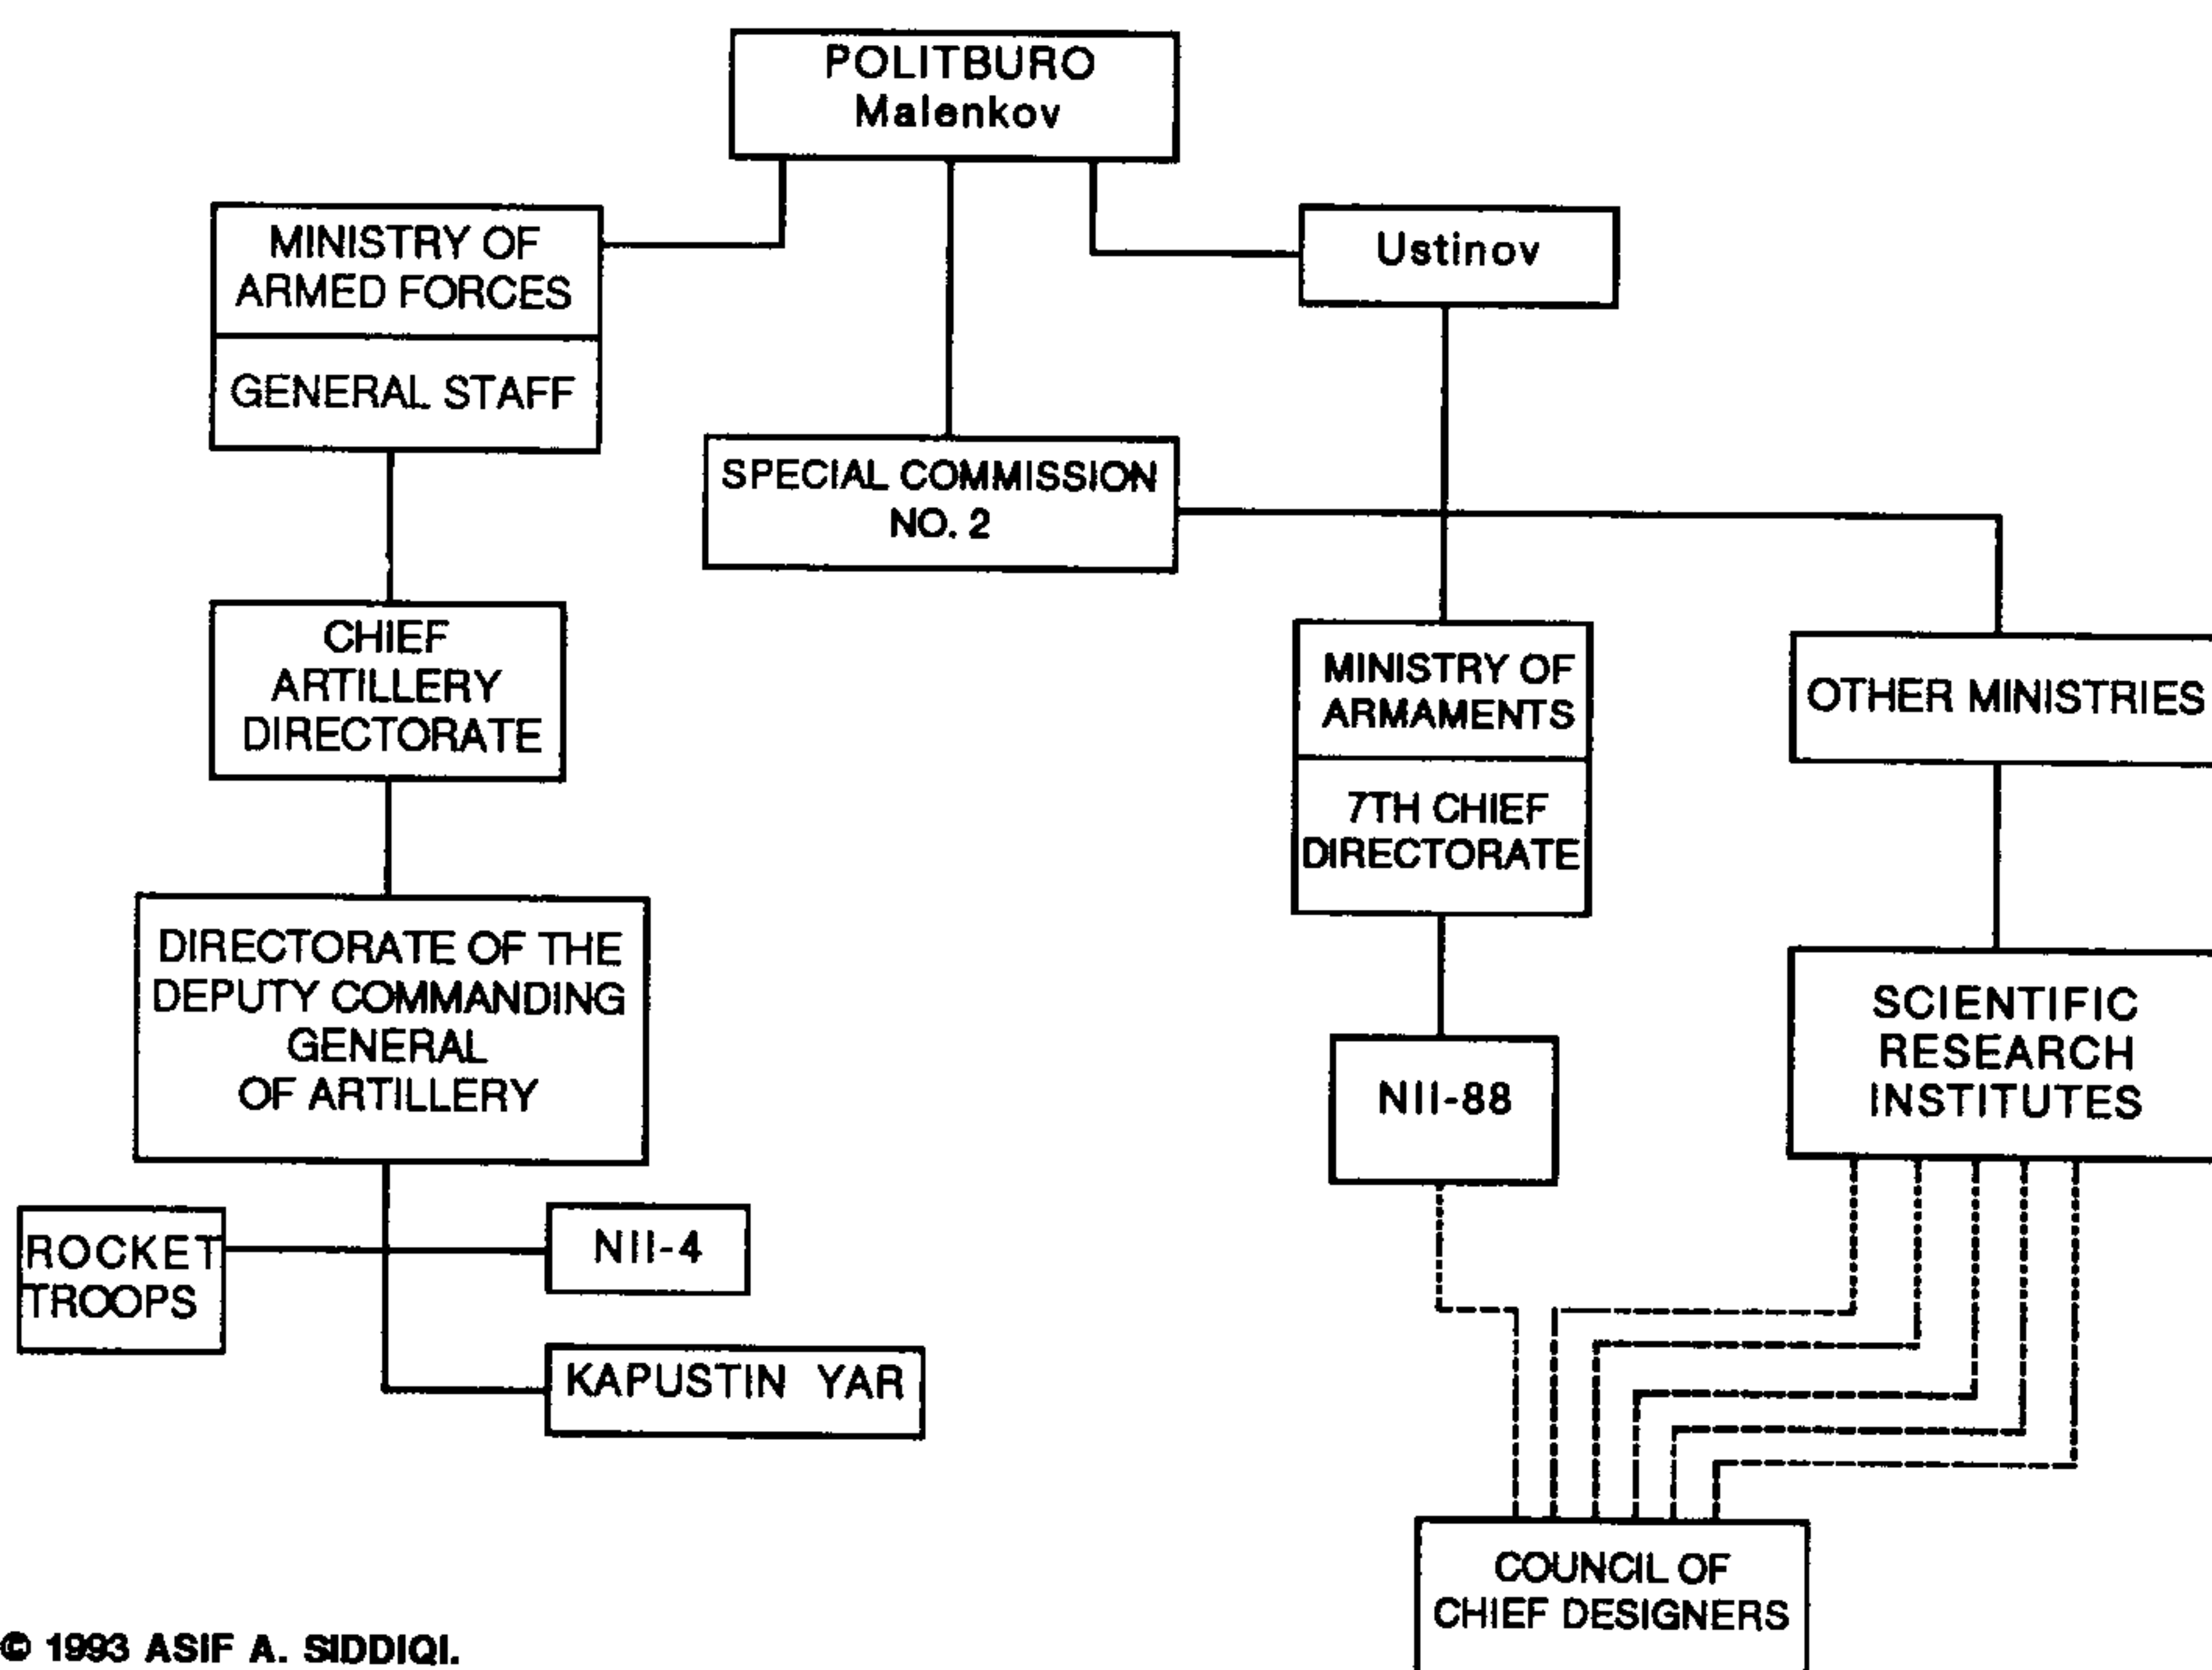 POLITBURO
Malenkov
MINISTRY OF
ARMED FORCES
GENERAL STAFF
Ustinov
SPECIAL COMMISSION
NO. 2
CHIEF
ARTILLERY
DIRECTORATE
MINISTRY OF
ARMAMENTS
7TH CHIEF
DIRECTORATE
OTHER MINISTRIES
DIRECTORATE OF THE
DEPUTY COMMANDING
GENERAL
OF ARTILLERY
NII-88
SCIENTIFIC
RESEARCH
INSTITUTES
ROCKET
TROOPS
NII-4
KAPUSTIN YAR
COUNCIL OF
CHIEF DESIGNERS
© 1993 ASIF A. SIDDIQI.